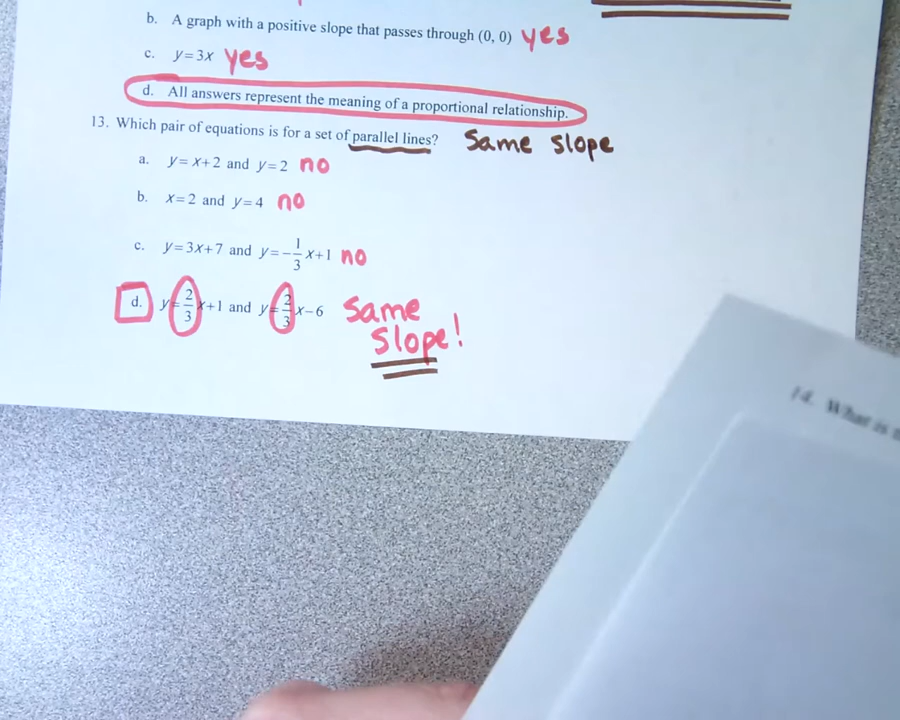 b. A graph with a positive slope that passes through (0, 0) yes
c. y=3x yes
d. All answers represent the meaning of a proportional relationship.
13. Which pair of equations is for a set of parallel lines? Same slope
a. y=x+2 and y=2 no
b. x=2 and y=4 no
c. y=3x+7 and y=-1/3x+1 no
d. y=2/3x+1 and y=2/3x-6 Same
Slope!
14. What is